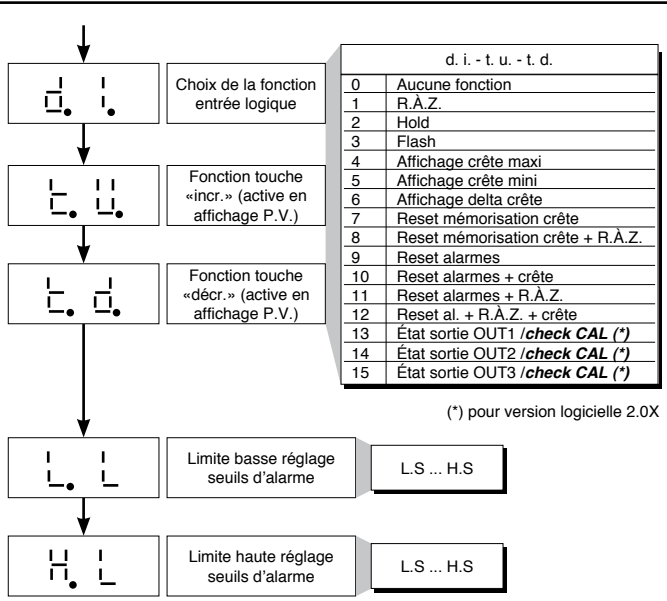 d. I.
Choix de la fonction
entrée logique
t. U.
Fonction touche
«incr.» (active en
affichage P.V.)
t. d.
Fonction touche
«décr.» (active en
affichage P.V.)
d. i. - t. u. - t. d.
0 Aucune fonction
1 R.À.Z.
2 Hold
3 Flash
4 Affichage crête maxi
5 Affichage crête mini
6 Affichage delta crête
7 Reset mémorisation crête
8 Reset mémorisation crête + R.À.Z.
9 Reset alarmes
10 Reset alarmes + crête
11 Reset alarmes + R.À.Z.
12 Reset al. + R.À.Z. + crête
13 État sortie OUT1 /check CAL (*)
14 État sortie OUT2 /check CAL (*)
15 État sortie OUT3 /check CAL (*)
(*) pour version logicielle 2.0X
L. L
Limite basse réglage
seuils d'alarme
L.S ... H.S
H. L
Limite haute réglage
seuils d'alarme
L.S ... H.S